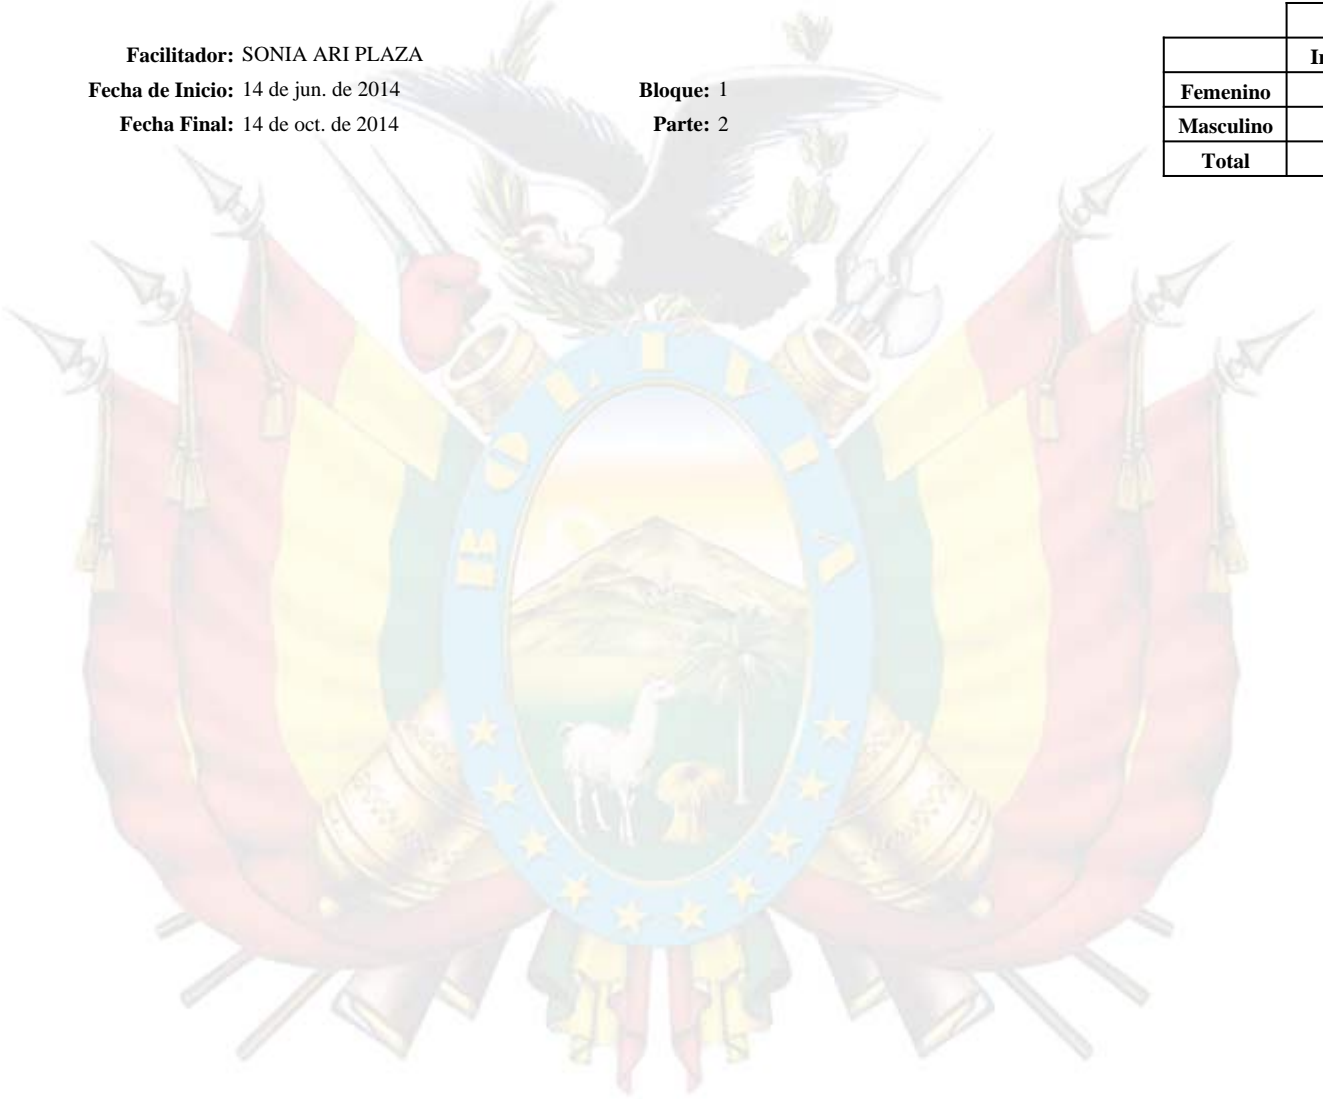 Facilitador: SONIA ARI PLAZA
Fecha de Inicio: 14 de jun. de 2014 Bloque: 1
Fecha Final: 14 de oct. de 2014 Parte: 2
Femenino
Masculino
Total
BOLIVIA